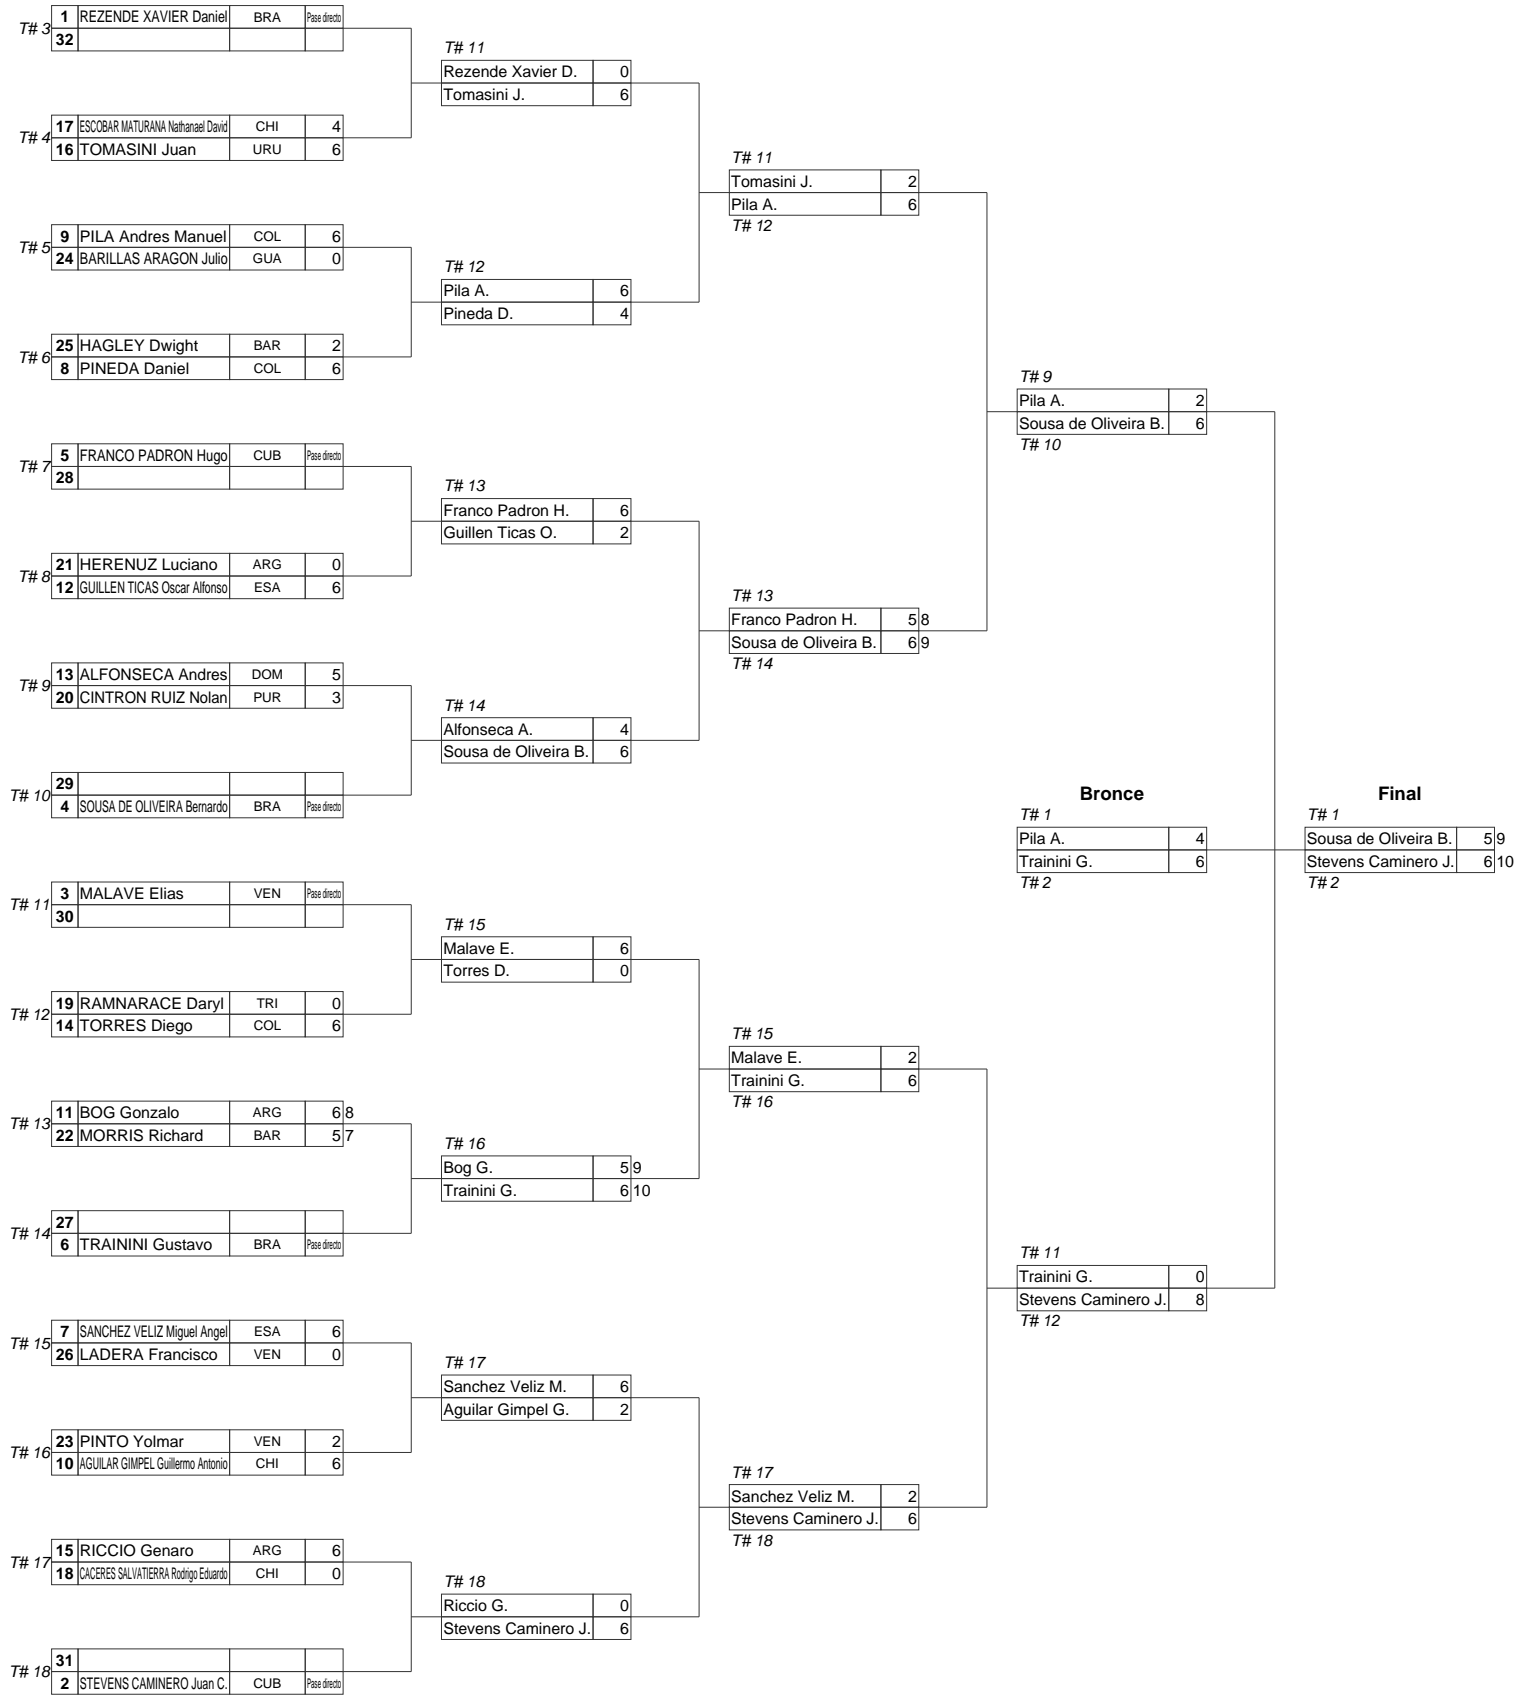 T# 3
1 REZENDE XAVIER Daniel BRA Pase directo
32
T# 4
17 ESCOBAR MATURANA Nathanael David CHI 4
16 TOMASINI Juan URU 6
T# 5
9 PILA Andres Manuel COL 6
24 BARILLAS ARAGON Julio GUA 0
T# 6
25 HAGLEY Dwight BAR 2
8 PINEDA Daniel COL 6
T# 7
5 FRANCO PADRON Hugo CUB Pase directo
28
T# 8
21 HERENUZ Luciano ARG 0
12 GUILLEN TICAS Oscar Alfonso ESA 6
T# 9
13 ALFONSECA Andres DOM 5
20 CINTRON RUIZ Nolan PUR 3
T# 10
29
4 SOUSA DE OLIVEIRA Bernardo BRA Pase directo
T# 11
3 MALAVE Elias VEN Pase directo
30
T# 12
19 RAMNARACE Daryl TRI 0
14 TORRES Diego COL 6
T# 13
11 BOG Gonzalo ARG 6 8
22 MORRIS Richard BAR 5 7
T# 14
27
6 TRAININI Gustavo BRA Pase directo
T# 15
7 SANCHEZ VELIZ Miguel Angel ESA 6
26 LADERA Francisco VEN 0
T# 16
23 PINTO Yolmar VEN 2
10 AGUILAR GIMPEL Guillermo Antonio CHI 6
T# 17
15 RICCIO Genaro ARG 6
18 CACERES SALVATIERRA Rodrigo Eduardo CHI 0
T# 18
31
2 STEVENS CAMINERO Juan C. CUB Pase directo
T# 11
Rezende Xavier D. 0
Tomasini J. 6
T# 12
Pila A. 6
Pineda D. 4
T# 13
Franco Padron H. 6
Guillen Ticas O. 2
T# 14
Alfonseca A. 4
Sousa de Oliveira B. 6
T# 15
Malave E. 6
Torres D. 0
T# 16
Bog G. 5 9
Trainini G. 6 10
T# 17
Sanchez Veliz M. 6
Aguilar Gimpel G. 2
T# 18
Riccio G. 0
Stevens Caminero J. 6
T# 11
Tomasini J. 2
Pila A. 6
T# 12
T# 13
Franco Padron H. 5 8
Sousa de Oliveira B. 6 9
T# 14
T# 15
Malave E. 2
Trainini G. 6
T# 16
T# 17
Sanchez Veliz M. 2
Stevens Caminero J. 6
T# 18
T# 9
Pila A. 2
Sousa de Oliveira B. 6
T# 10
T# 11
Trainini G. 0
Stevens Caminero J. 8
T# 12
Bronce
T# 1
Pila A. 4
Trainini G. 6
T# 2
Final
T# 1
Sousa de Oliveira B. 5 9
Stevens Caminero J. 6 10
T# 2